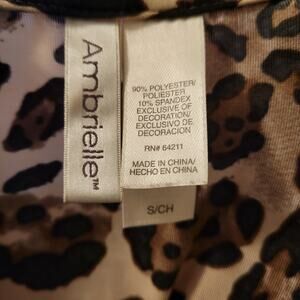 Ambrielle™
90% POLYESTER/
POLIESTER
10% SPANDEX
EXCLUSIVE OF
DECORATION/
EXCLUSIVO DE
DECORACION
RN# 64211
MADE IN CHINA/
HECHO EN CHINA
S/CH